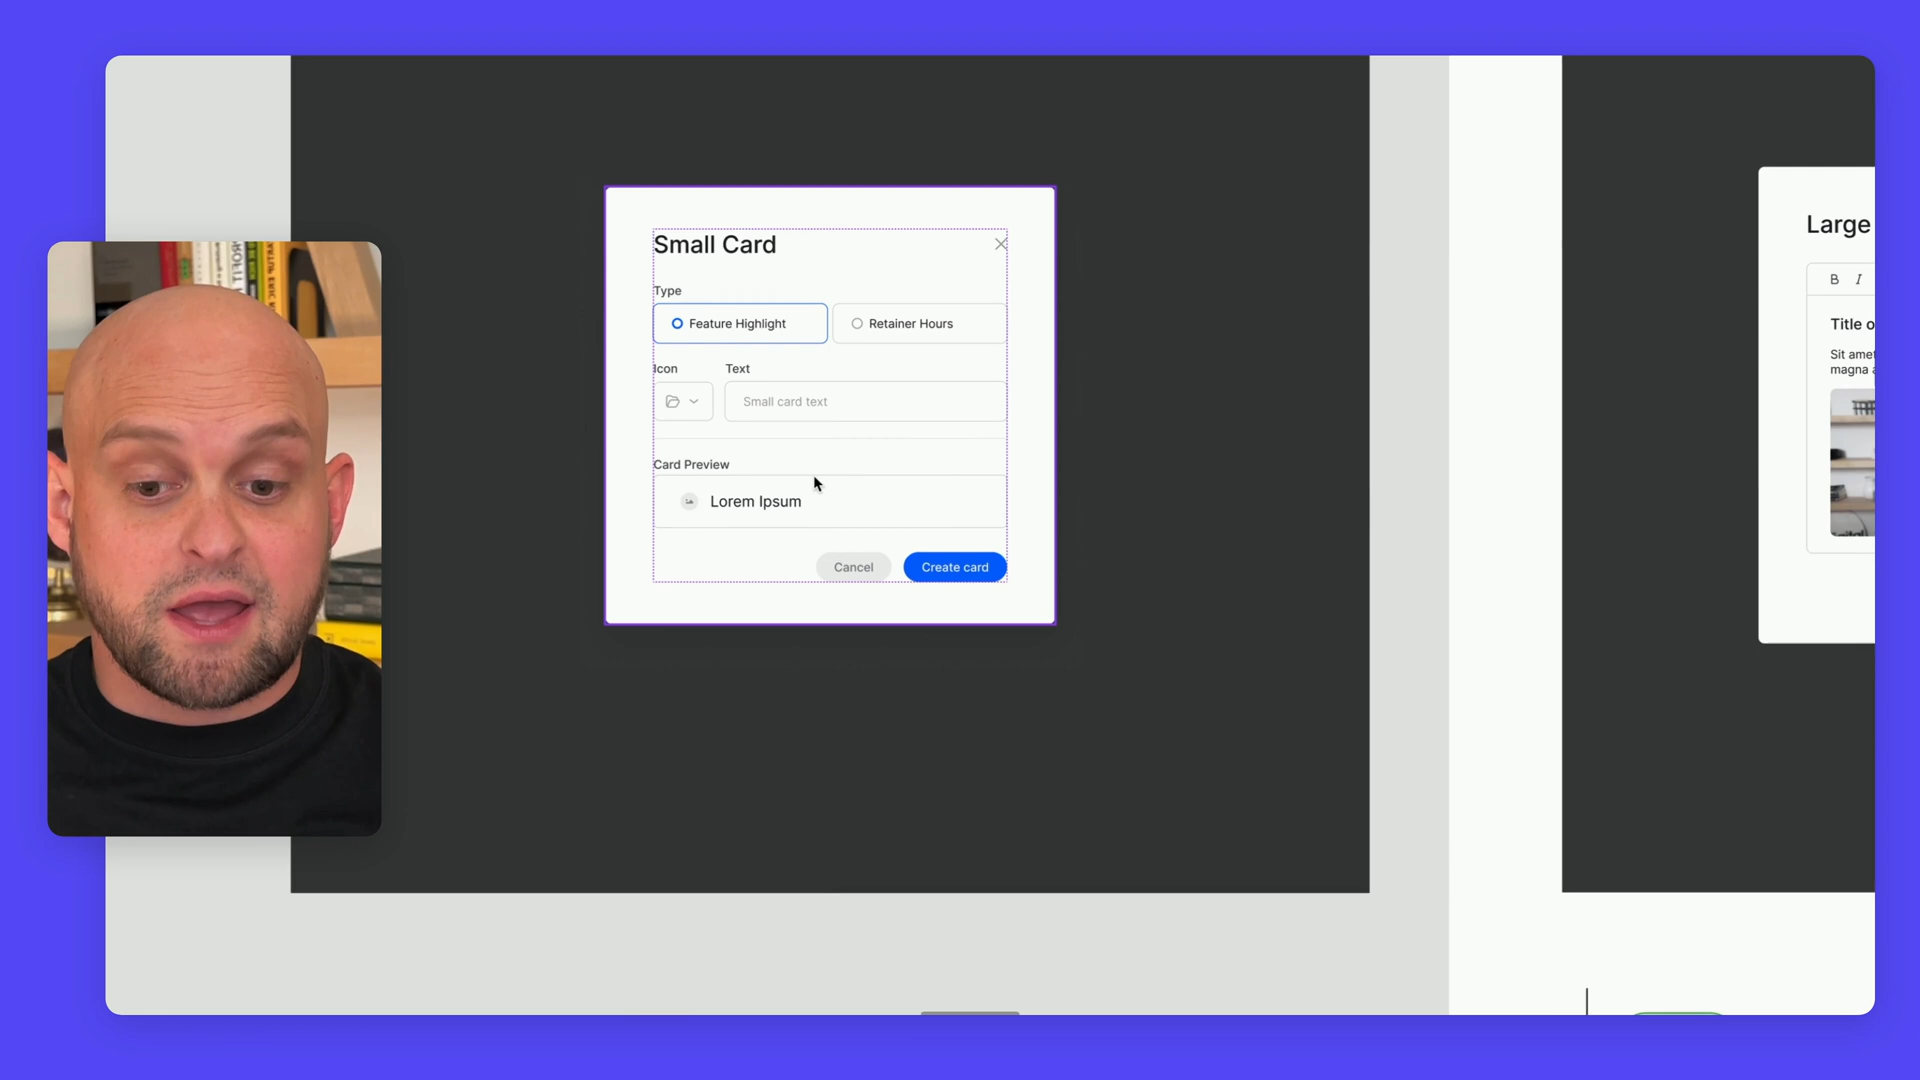 Small Card
Type
Feature Highlight
Retainer Hours
Icon
Text
Small card text
Card Preview
Lorem Ipsum
Cancel
Create card
Large
B I
Title o
Sit amet
magna a